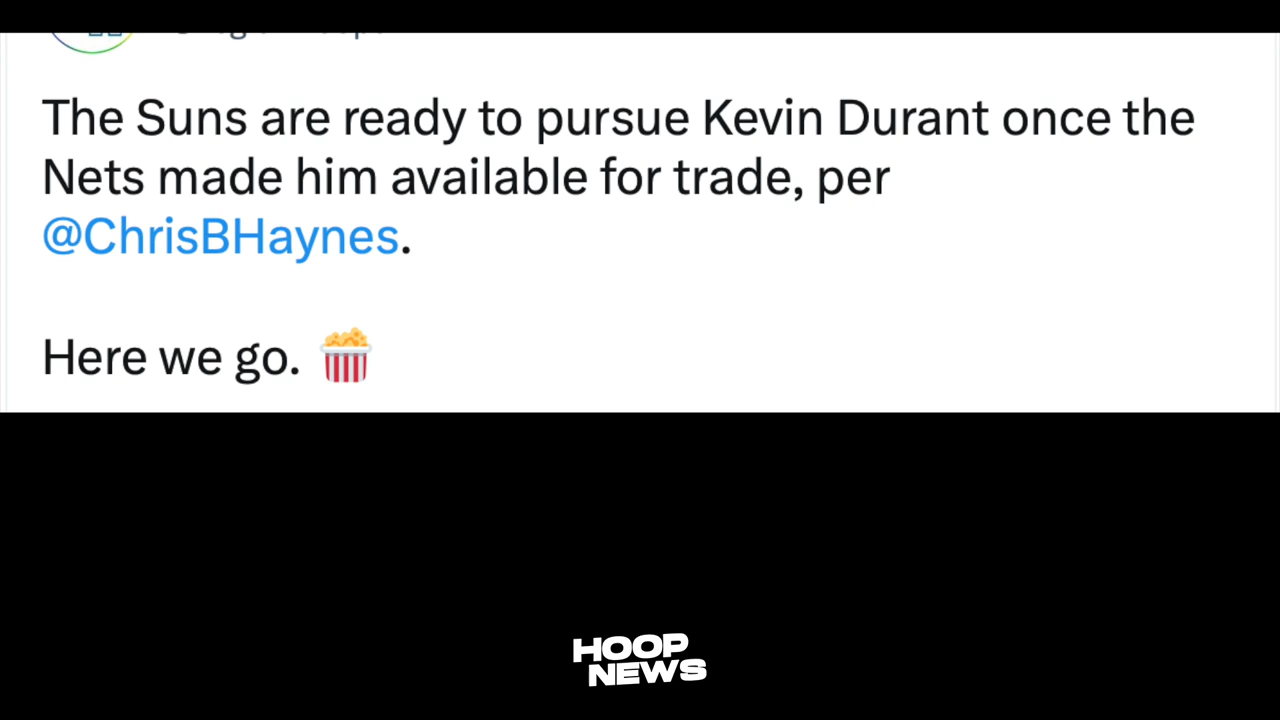 The Suns are ready to pursue Kevin Durant once the
Nets made him available for trade, per
@ChrisBHaynes.
Here we go. 🍿
HOOP
NEWS